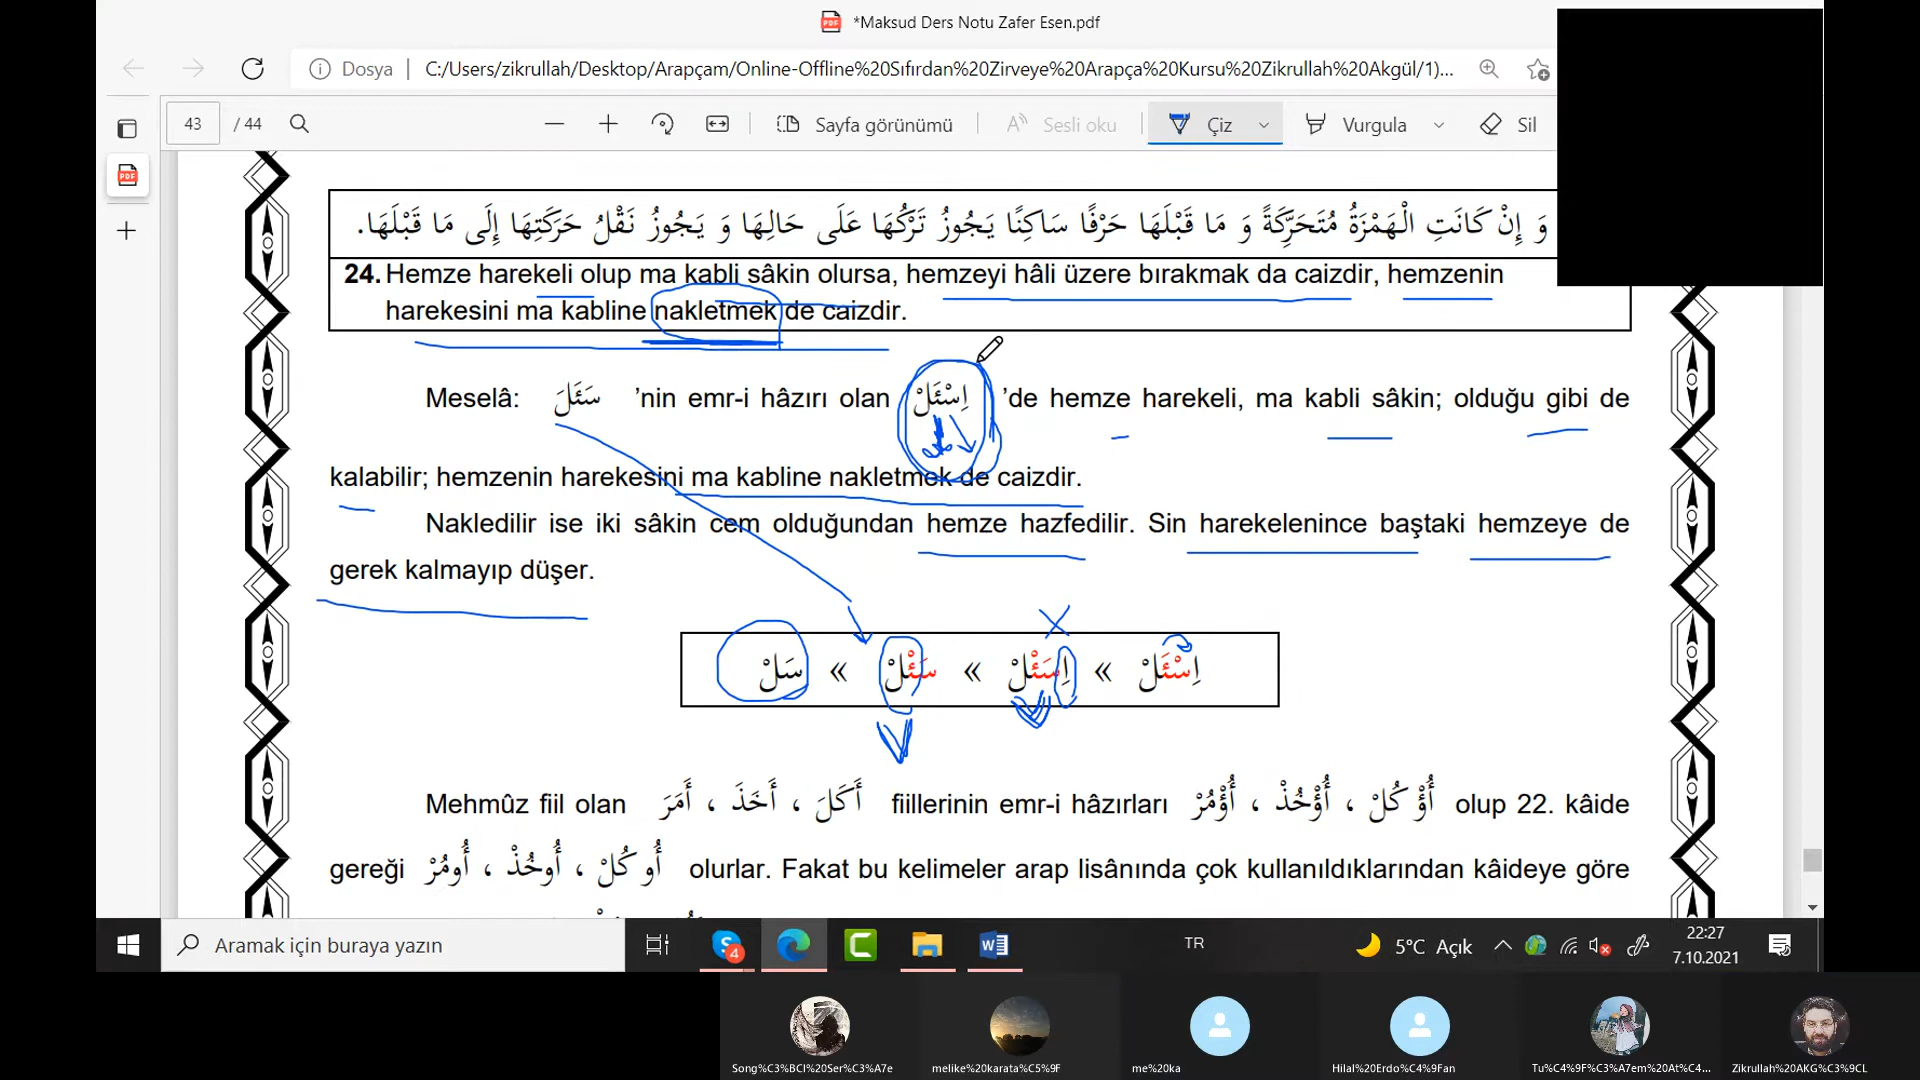 *Maksud Ders Notu Zafer Esen.pdf
Dosya | C:/Users/zikrullah/Desktop/Arapçam/Online-Offline%20Sıfırdan%20Zirveye%20Arapça%20Kursu%20Zikrullah%20Akgül/1)...
43 / 44 Sayfa görünümü Sesli oku Çiz Vurgula Sil
وَ إِنْ كَانَتِ الْهَمْزَةُ مُتَحَرِّكَةً وَ مَا قَبْلَهَا حَرْفًا سَاكِنًا يَجُوزُ تَرْكُهَا عَلَى حَالِهَا وَ يَجُوزُ نَقْلُ حَرَكَتِهَا إِلَى مَا قَبْلَهَا.
24. Hemze harekeli olup ma kabli sâkin olursa, hemzeyi hâli üzere bırakmak da caizdir, hemzenin
harekesini ma kabline nakletmek de caizdir.
Meselâ: سَئَلَ ’nin emr-i hâzırı olan اِسْئَلْ ’de hemze harekeli, ma kabli sâkin; olduğu gibi de
kalabilir; hemzenin harekesini ma kabline nakletmek de caizdir.
Nakledilir ise iki sâkin cem olduğundan hemze hazfedilir. Sin harekelenince baştaki hemzeye de
gerek kalmayıp düşer.
اِسْئَلْ » اِسَئْلْ » سَئْلْ » سَلْ
Mehmûz fiil olan أَكَلَ ، أَخَذَ ، أَمَرَ fiillerinin emr-i hâzırları أُؤْكُلْ ، أُؤْخُذْ ، أُؤْمُرْ olup 22. kâide
gereği أُوكُلْ ، أُوخُذْ ، أُومُرْ olurlar. Fakat bu kelimeler arap lisânında çok kullanıldıklarından kâideye göre
Aramak için buraya yazın
4
TR
5°C Açık
22:27
7.10.2021
Song%C3%BCl%20Ser%C3%A7e
melike%20karata%C5%9F
me%20ka
Hilal%20Erdo%C4%9Fan
Tu%C4%9F%C3%A7em%20At%C4...
Zikrullah%20AKG%C3%9CL